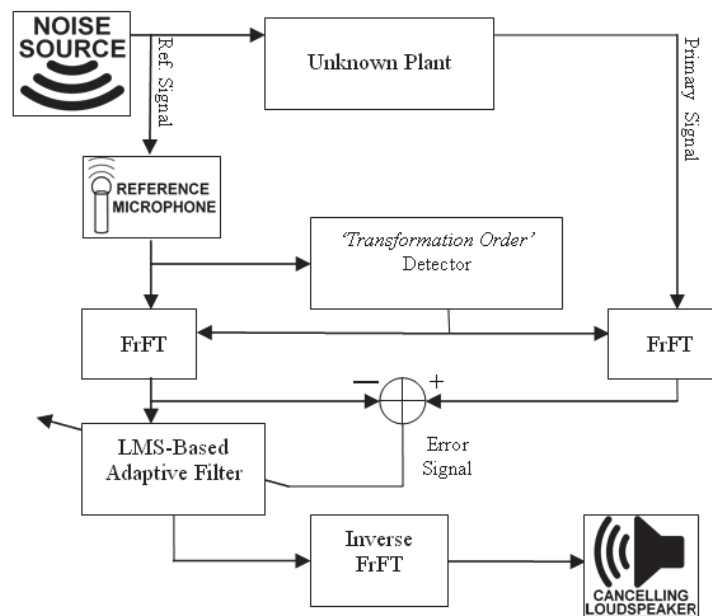 NOISE
SOURCE
Ref. Signal
Unknown Plant
Primary Signal
REFERENCE
MICROPHONE
‘Transformation Order’
Detector
FrFT
FrFT
−
+
LMS-Based
Adaptive Filter
Error
Signal
Inverse
FrFT
CANCELLING
LOUDSPEAKER